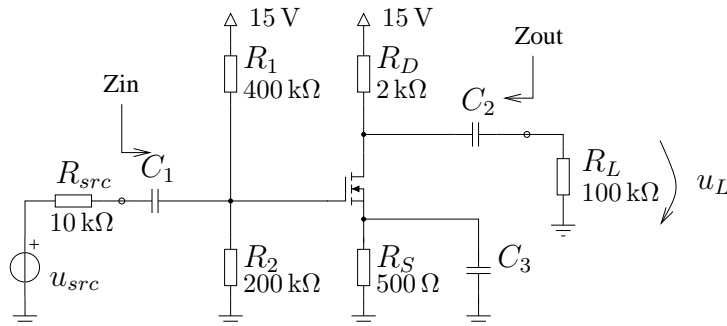 15 V
15 V
Zout
R_1
400 kΩ
R_D
2 kΩ
Zin
C_2
C_1
R_src
10 kΩ
R_L
100 kΩ
u_L
+
u_src
R_2
200 kΩ
R_S
500 Ω
C_3